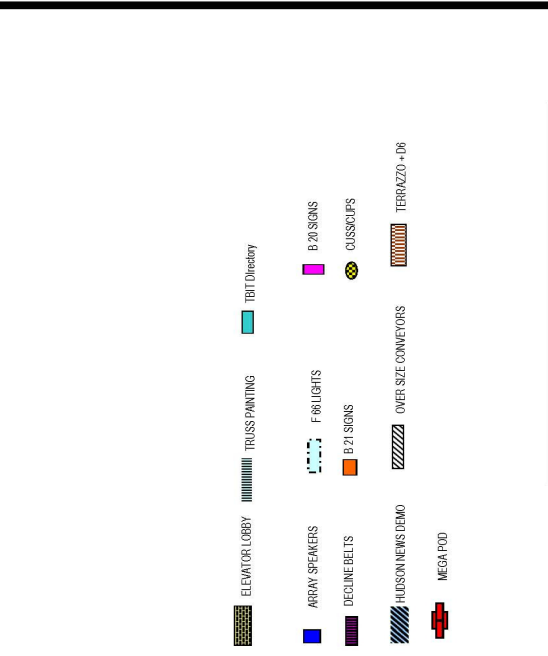 ELEVATOR LOBBY
TRUSS PAINTING
TBIT Directory
ARRAY SPEAKERS
F 66 LIGHTS
B 20 SIGNS
DECLINE BELTS
B 21 SIGNS
CUSS/CUPS
HUDSON NEWS DEMO
OVER SIZE CONVEYORS
TERRAZZO + D6
MEGA POD